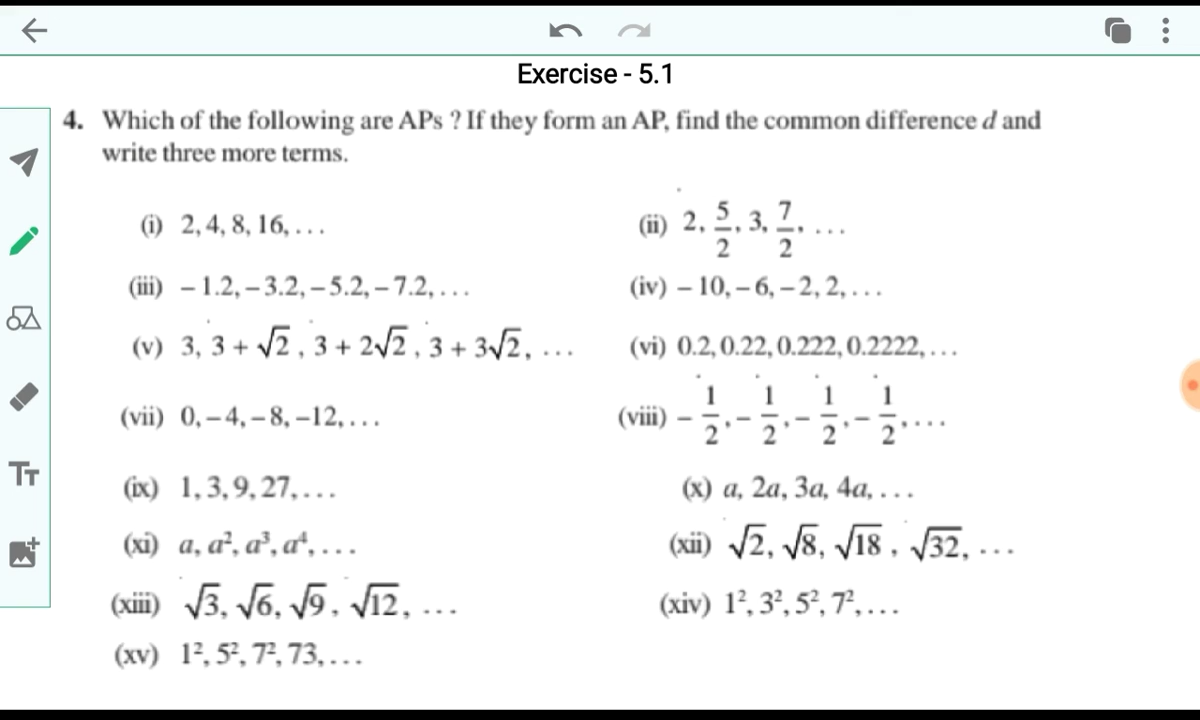 Exercise - 5.1
4. Which of the following are APs ? If they form an AP, find the common difference d and
write three more terms.
(i) 2, 4, 8, 16, . . .
(ii) 2, 5/2, 3, 7/2, . . .
(iii) – 1.2, – 3.2, – 5.2, – 7.2, . . .
(iv) – 10, – 6, – 2, 2, . . .
(v) 3, 3 + √2, 3 + 2√2, 3 + 3√2, . . .
(vi) 0.2, 0.22, 0.222, 0.2222, . . .
(vii) 0, – 4, – 8, –12, . . .
(viii) – 1/2, – 1/2, – 1/2, – 1/2, . . . .
(ix) 1, 3, 9, 27, . . .
(x) a, 2a, 3a, 4a, . . .
(xi) a, a², a³, a⁴, . . .
(xii) √2, √8, √18, √32, . . .
(xiii) √3, √6, √9, √12, . . .
(xiv) 1², 3², 5², 7², . . .
(xv) 1², 5², 7², 73, . . .
TT